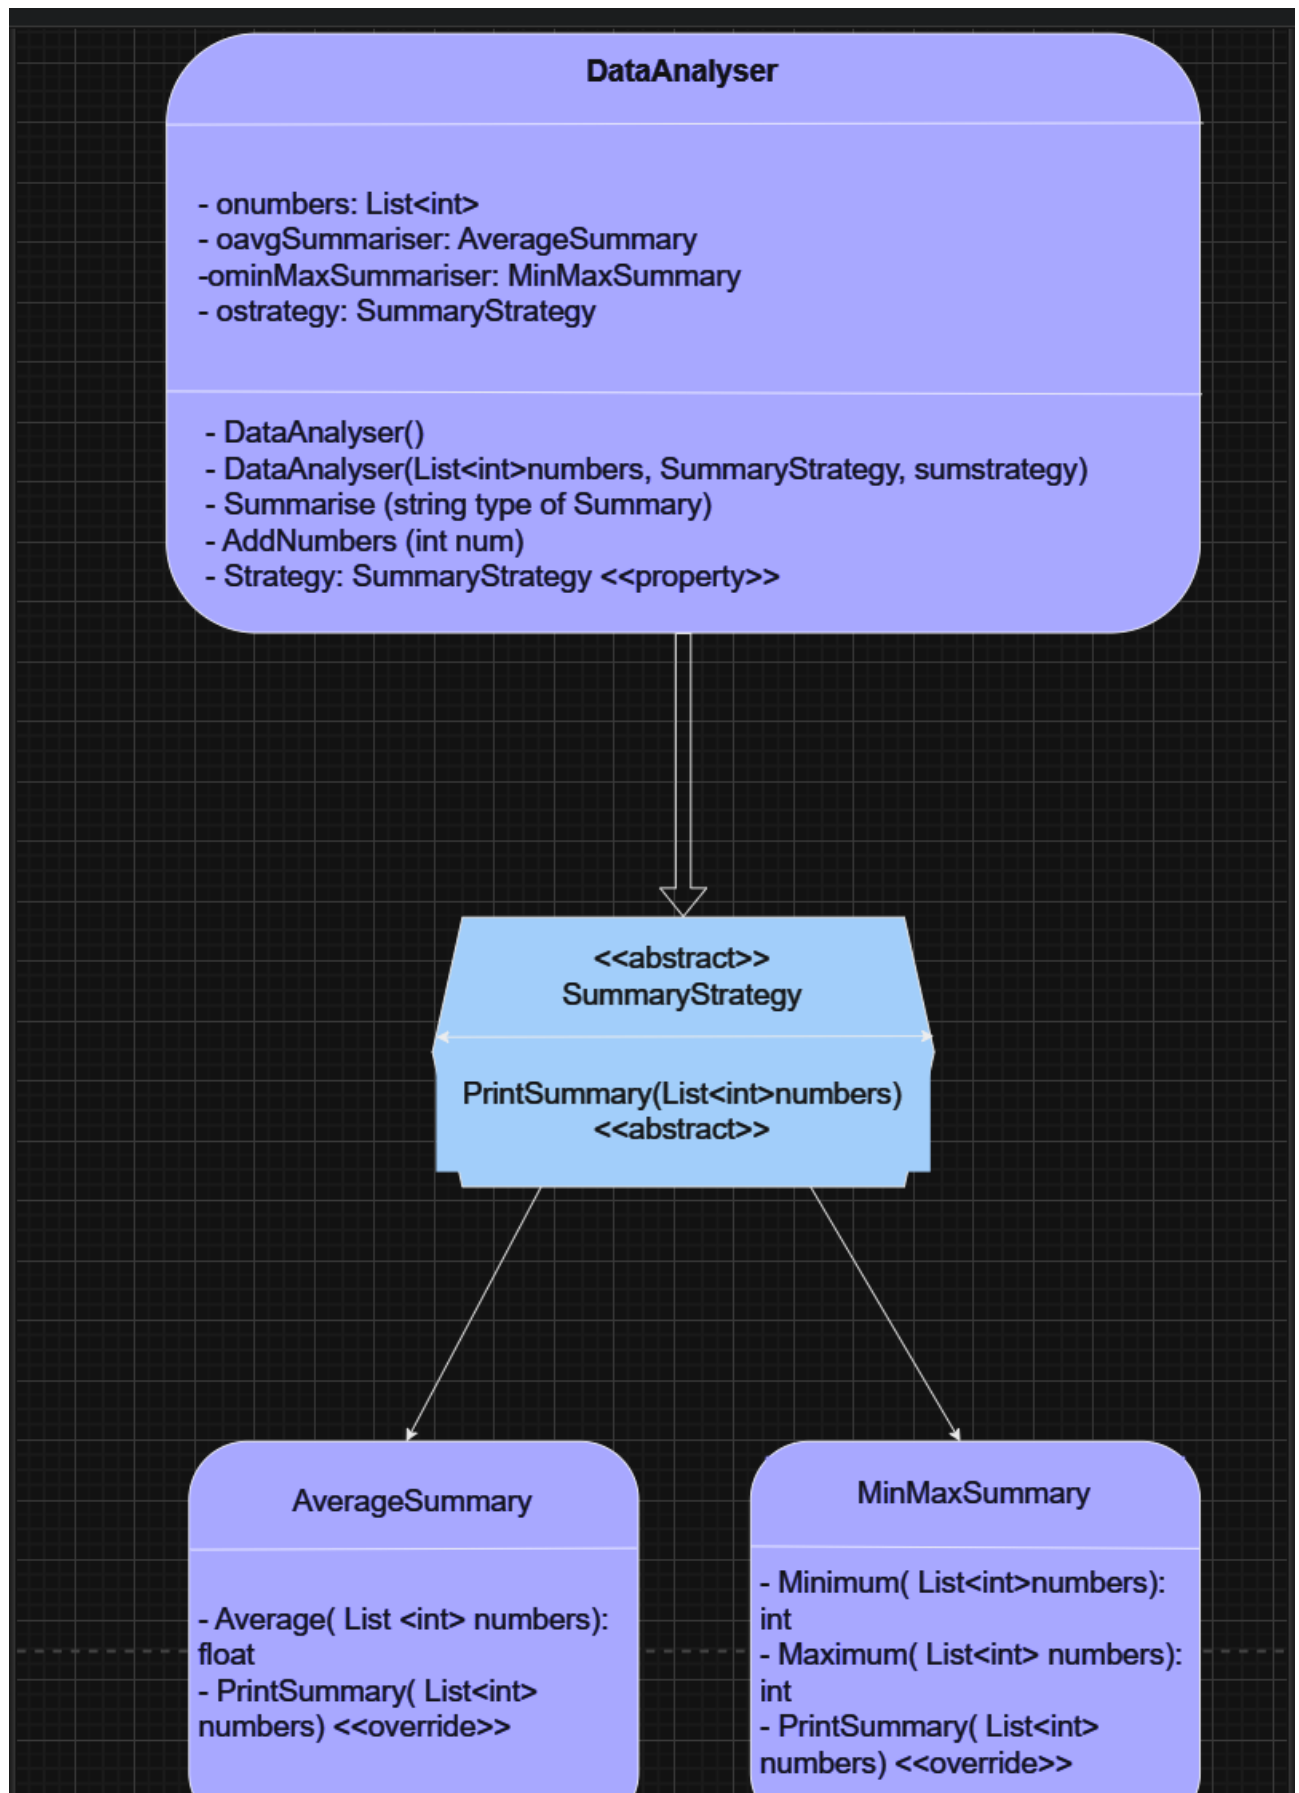 DataAnalyser
- onumbers: List<int>
- oavgSummariser: AverageSummary
-ominMaxSummariser: MinMaxSummary
- ostrategy: SummaryStrategy
- DataAnalyser()
- DataAnalyser(List<int>numbers, SummaryStrategy, sumstrategy)
- Summarise (string type of Summary)
- AddNumbers (int num)
- Strategy: SummaryStrategy <<property>>
<<abstract>>
SummaryStrategy
PrintSummary(List<int>numbers)
<<abstract>>
AverageSummary
- Average( List <int> numbers):
float
- PrintSummary( List<int>
numbers) <<override>>
MinMaxSummary
- Minimum( List<int>numbers):
int
- Maximum( List<int> numbers):
int
- PrintSummary( List<int>
numbers) <<override>>